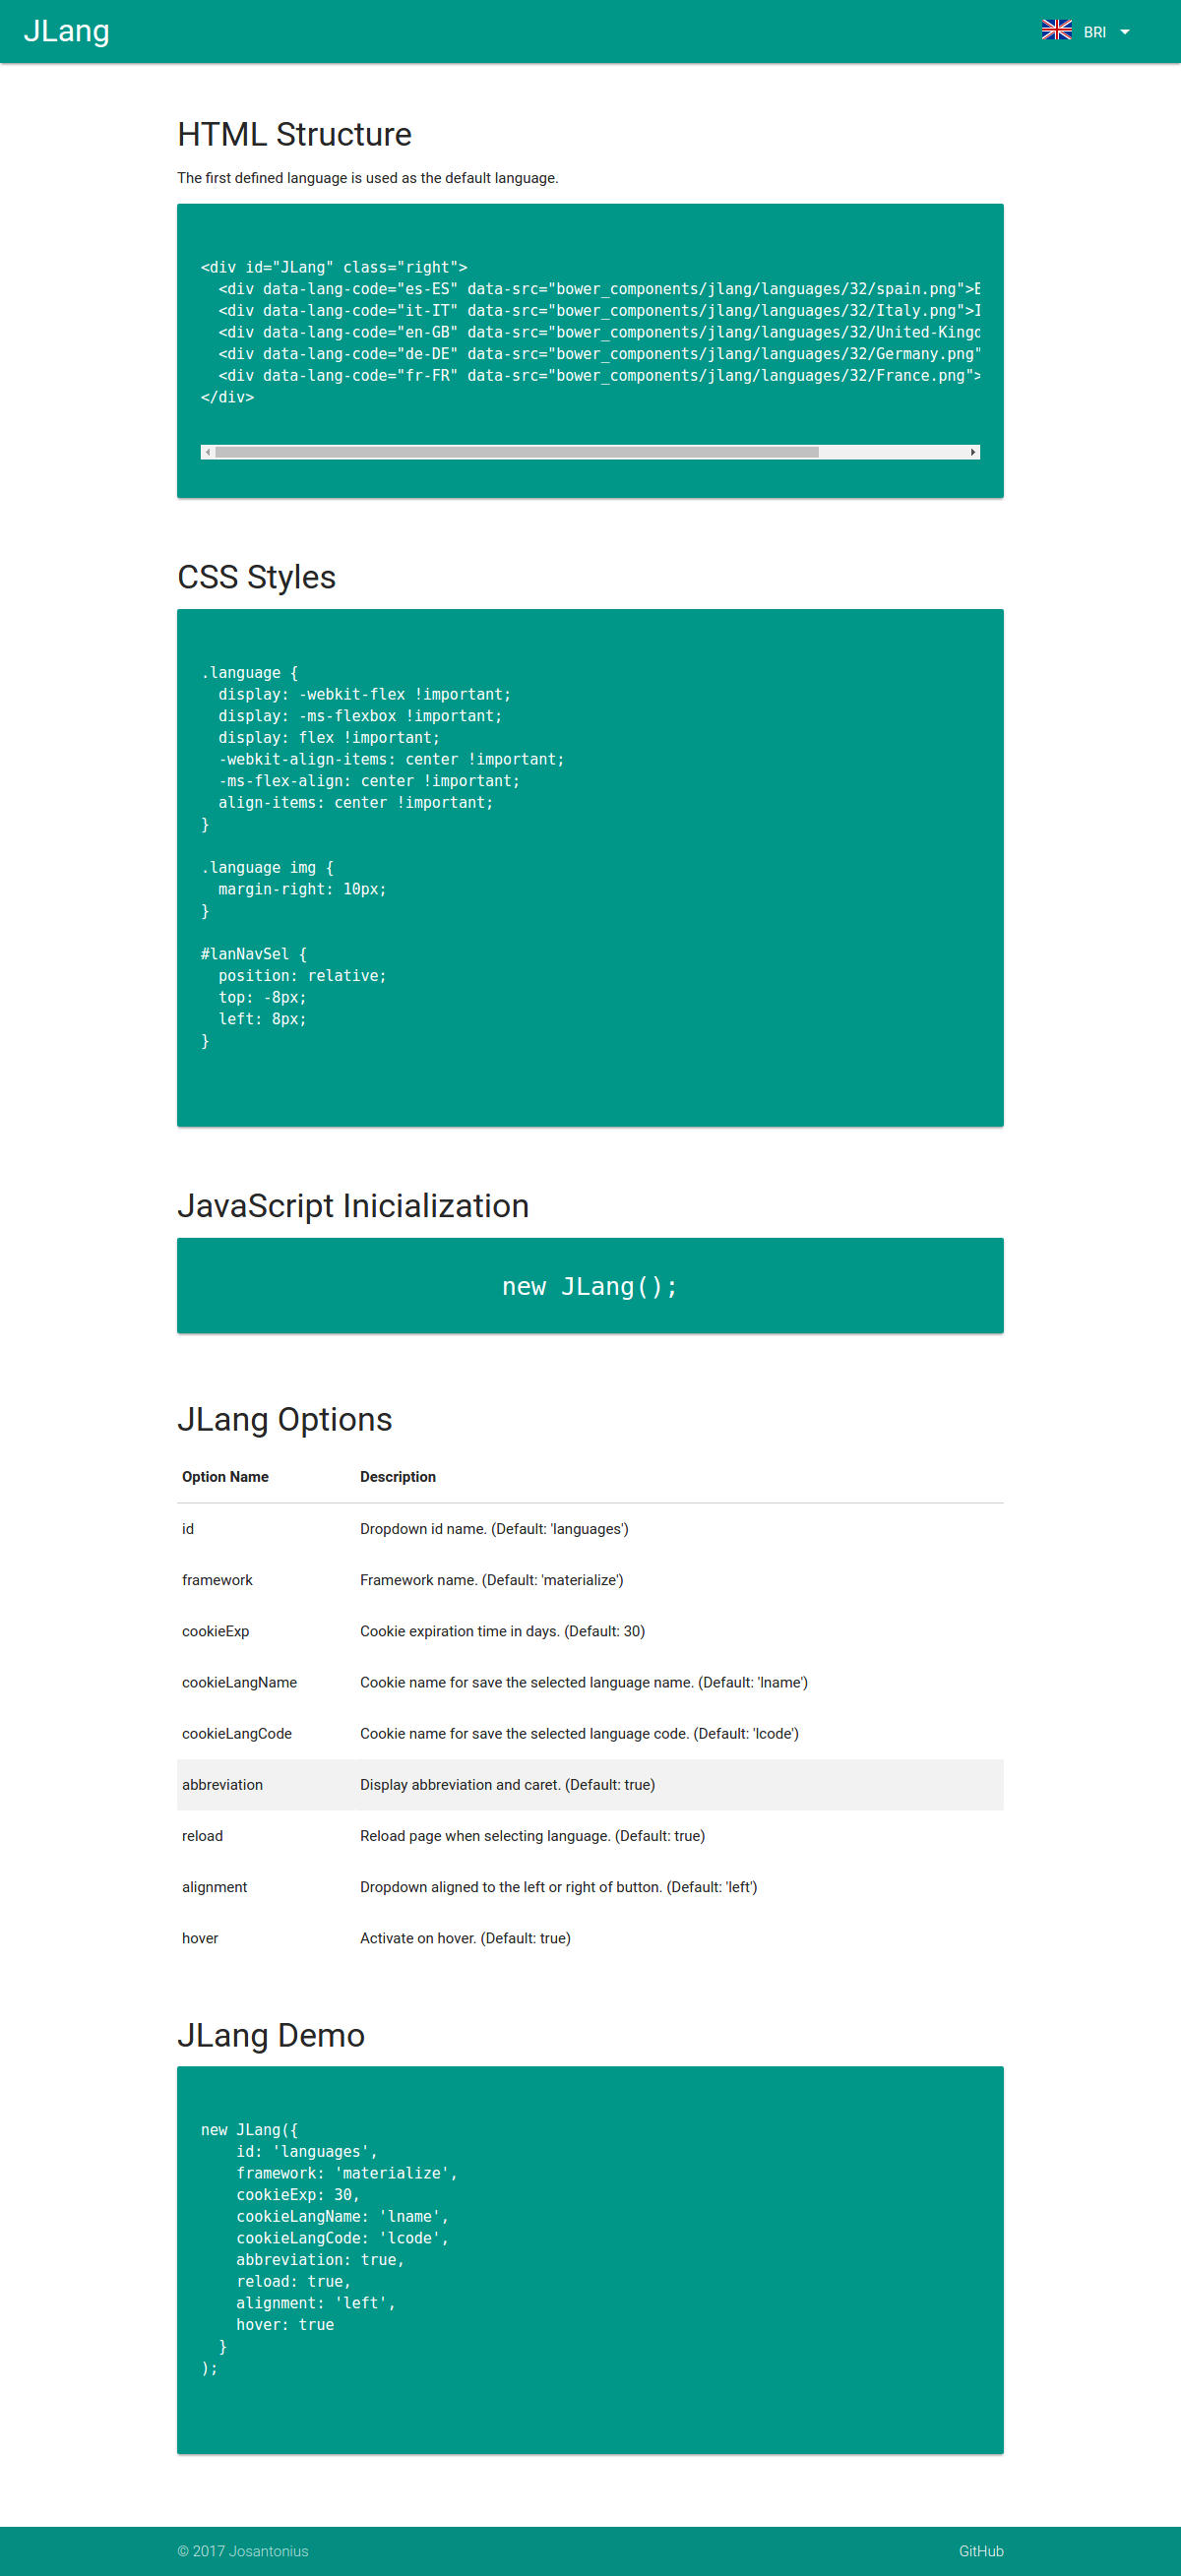 JLang
BRI
HTML Structure
The first defined language is used as the default language.
<div id="JLang" class="right">
  <div data-lang-code="es-ES" data-src="bower_components/jlang/languages/32/spain.png">E
  <div data-lang-code="it-IT" data-src="bower_components/jlang/languages/32/Italy.png">I
  <div data-lang-code="en-GB" data-src="bower_components/jlang/languages/32/United-Kingd
  <div data-lang-code="de-DE" data-src="bower_components/jlang/languages/32/Germany.png"
  <div data-lang-code="fr-FR" data-src="bower_components/jlang/languages/32/France.png">
</div>
CSS Styles
.language {
  display: -webkit-flex !important;
  display: -ms-flexbox !important;
  display: flex !important;
  -webkit-align-items: center !important;
  -ms-flex-align: center !important;
  align-items: center !important;
}
.language img {
  margin-right: 10px;
}
#lanNavSel {
  position: relative;
  top: -8px;
  left: 8px;
}
JavaScript Inicialization
new JLang();
JLang Options
Option Name Description
id Dropdown id name. (Default: 'languages')
framework Framework name. (Default: 'materialize')
cookieExp Cookie expiration time in days. (Default: 30)
cookieLangName Cookie name for save the selected language name. (Default: 'lname')
cookieLangCode Cookie name for save the selected language code. (Default: 'lcode')
abbreviation Display abbreviation and caret. (Default: true)
reload Reload page when selecting language. (Default: true)
alignment Dropdown aligned to the left or right of button. (Default: 'left')
hover Activate on hover. (Default: true)
JLang Demo
new JLang({
    id: 'languages',
    framework: 'materialize',
    cookieExp: 30,
    cookieLangName: 'lname',
    cookieLangCode: 'lcode',
    abbreviation: true,
    reload: true,
    alignment: 'left',
    hover: true
  }
);
© 2017 Josantonius GitHub